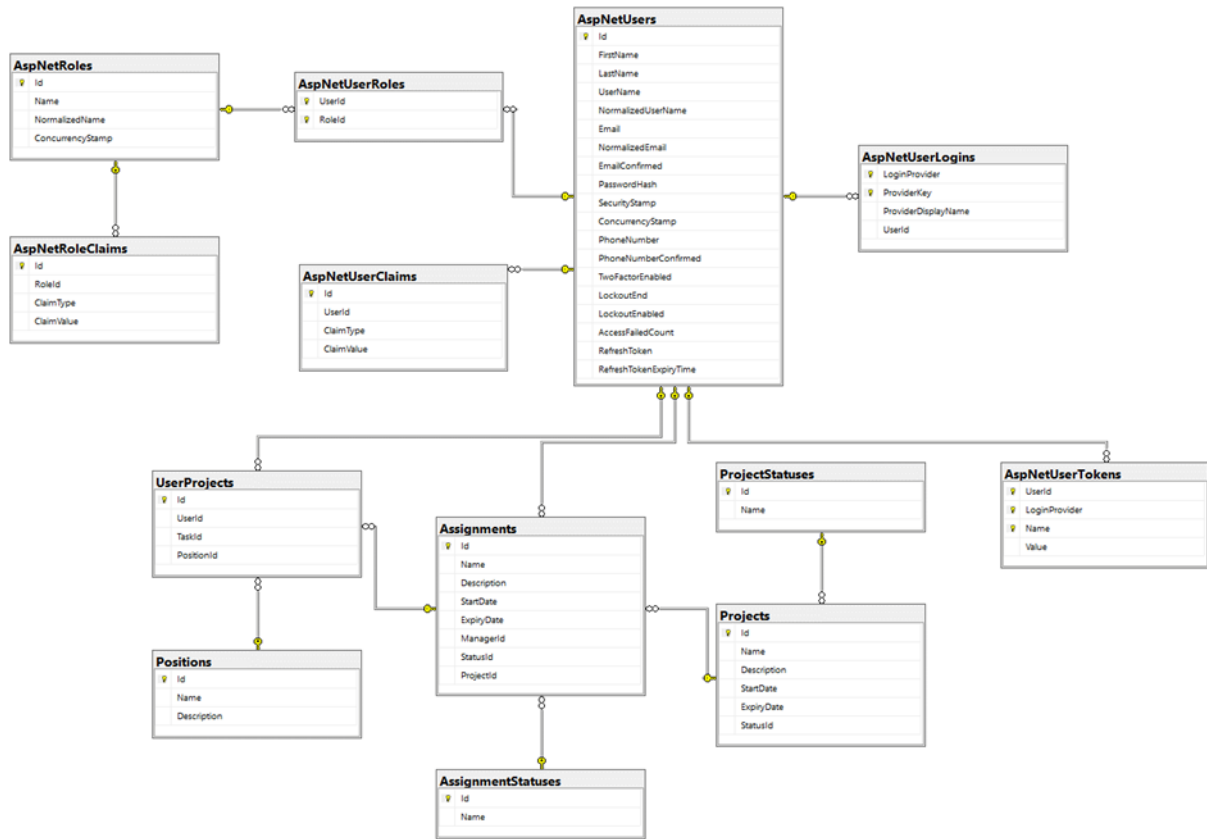 AspNetUsers
Id
FirstName
LastName
UserName
NormalizedUserName
Email
NormalizedEmail
EmailConfirmed
PasswordHash
SecurityStamp
ConcurrencyStamp
PhoneNumber
PhoneNumberConfirmed
TwoFactorEnabled
LockoutEnd
LockoutEnabled
AccessFailedCount
RefreshToken
RefreshTokenExpiryTime
AspNetRoles
Id
Name
NormalizedName
ConcurrencyStamp
AspNetUserRoles
UserId
RoleId
AspNetUserLogins
LoginProvider
ProviderKey
ProviderDisplayName
UserId
AspNetRoleClaims
Id
RoleId
ClaimType
ClaimValue
AspNetUserClaims
Id
UserId
ClaimType
ClaimValue
UserProjects
Id
UserId
TaskId
PositionId
Assignments
Id
Name
Description
StartDate
ExpiryDate
ManagerId
StatusId
ProjectId
ProjectStatuses
Id
Name
AspNetUserTokens
UserId
LoginProvider
Name
Value
Projects
Id
Name
Description
StartDate
ExpiryDate
StatusId
Positions
Id
Name
Description
AssignmentStatuses
Id
Name